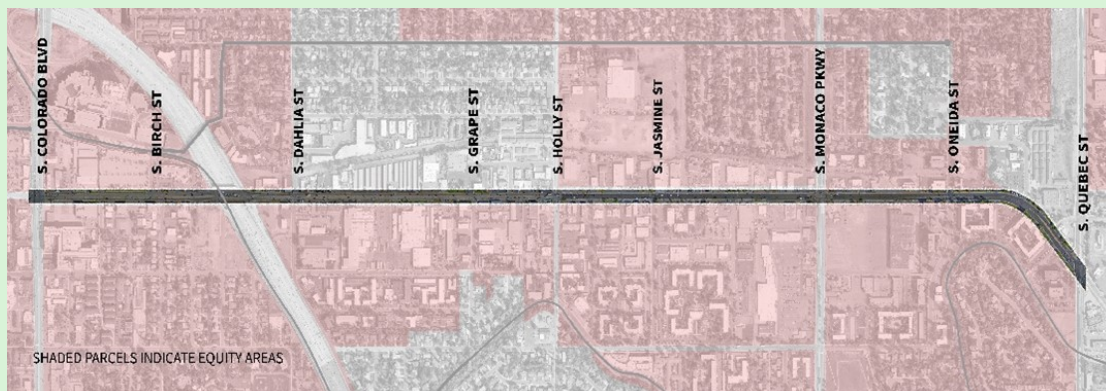 S. COLORADO BLVD
S. BIRCH ST
S. DAHLIA ST
S. GRAPE ST
S. HOLLY ST
S. JASMINE ST
S. MONACO PKWY
S. ONEIDA ST
S. QUEBEC ST
SHADED PARCELS INDICATE EQUITY AREAS